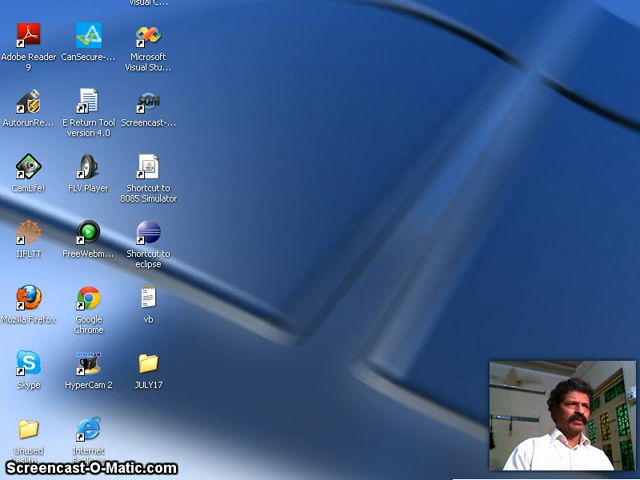 Visual C...
Adobe Reader
9
CanSecure-...
Microsoft
Visual Stu...
AutorunRe...
E Return Tool
version 4.0
Screencast-...
CamLife!
FLV Player
Shortcut to
8085 Simulator
IIFLTT
FreeWebm...
Shortcut to
eclipse
Mozilla Firefox
Google
Chrome
vb
Skype
HyperCam 2
JULY17
Unused
Internet
Screencast-O-Matic.com